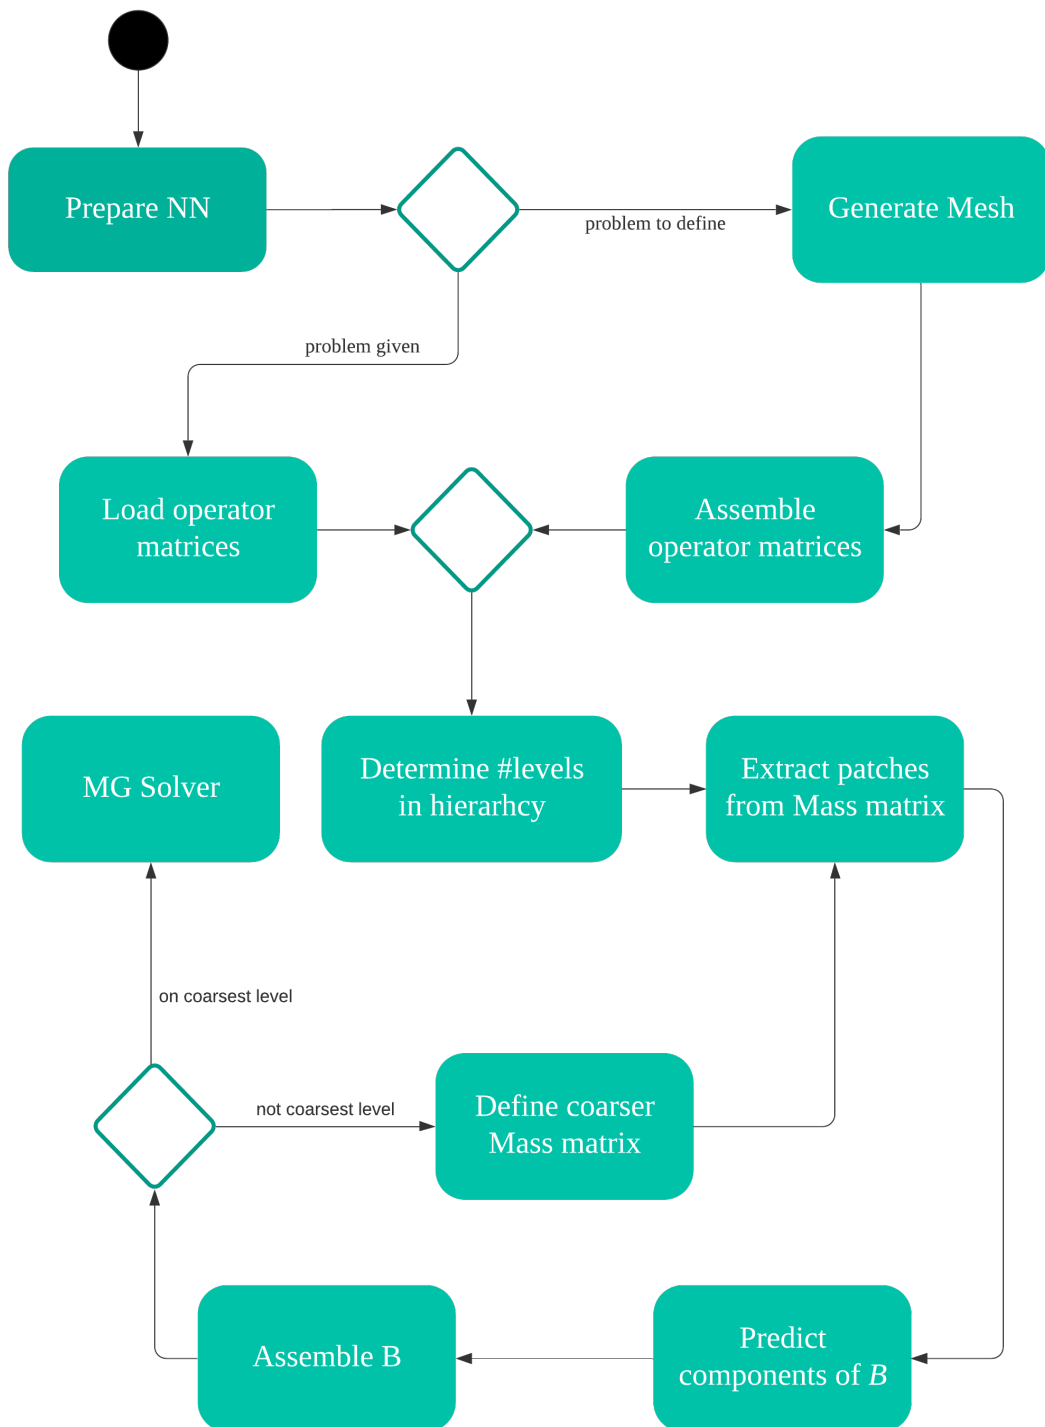 Prepare NN
problem to define
Generate Mesh
problem given
Load operator
matrices
Assemble
operator matrices
MG Solver
Determine #levels
in hierarhcy
Extract patches
from Mass matrix
on coarsest level
not coarsest level
Define coarser
Mass matrix
Assemble B
Predict
components of B